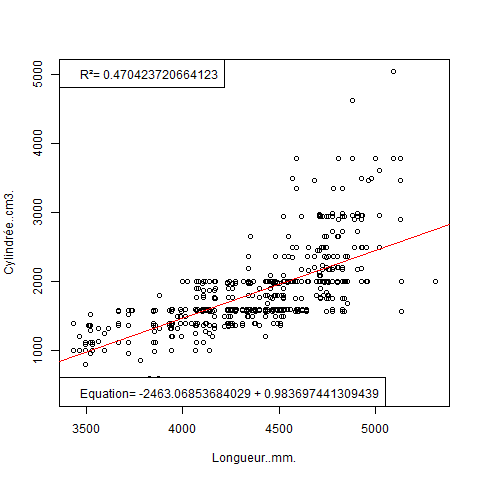 R²= 0.470423720664123
5000
4000
3000
2000
1000
Cylindrée..cm3.
Equation= -2463.06853684029 + 0.983697441309439
3500 4000 4500 5000
Longueur..mm.